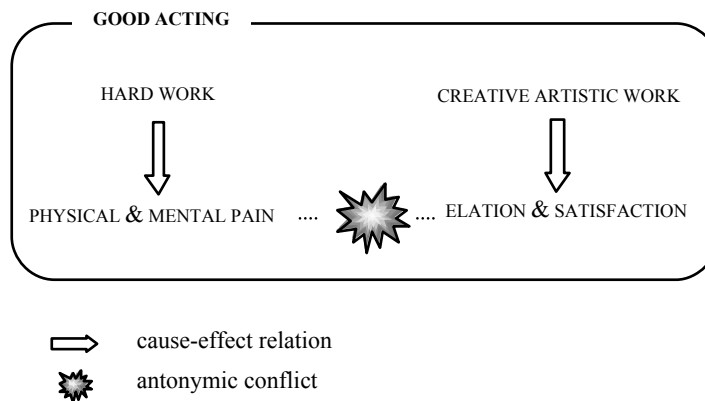 GOOD ACTING
HARD WORK
CREATIVE ARTISTIC WORK
PHYSICAL & MENTAL PAIN .... .... ELATION & SATISFACTION
cause-effect relation
antonymic conflict